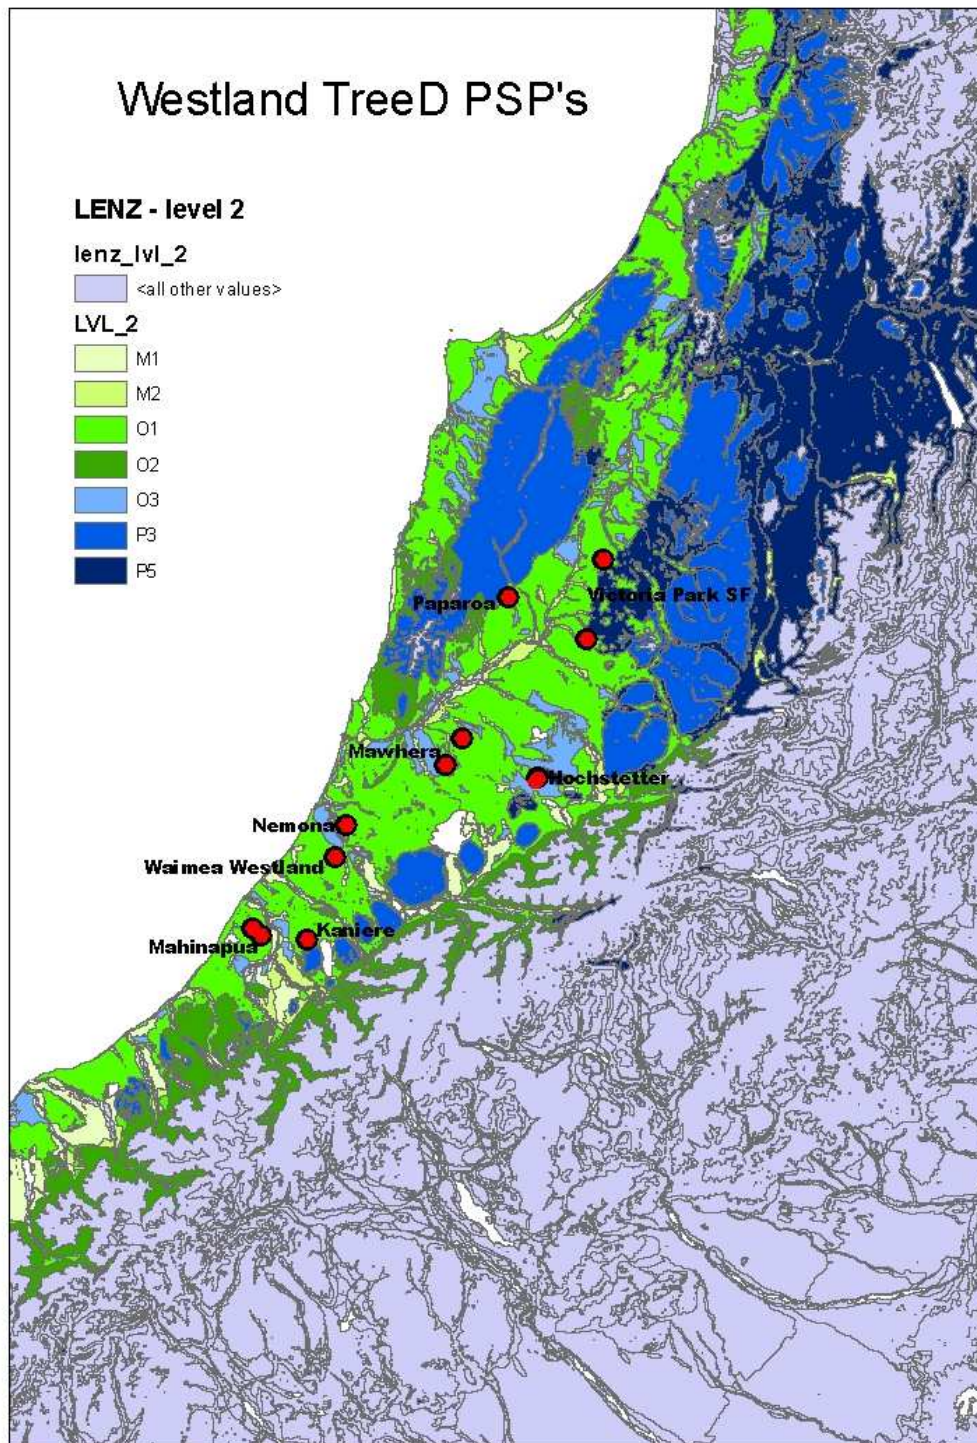 Westland TreeD PSP's
LENZ - level 2
lenz_lvl_2
<all other values>
LVL_2
M1
M2
O1
O2
O3
P3
P5
Victoria Park SF
Paparoa
Mawhera
Hochstetter
Nemona
Waimea Westland
Kaniere
Mahinapua